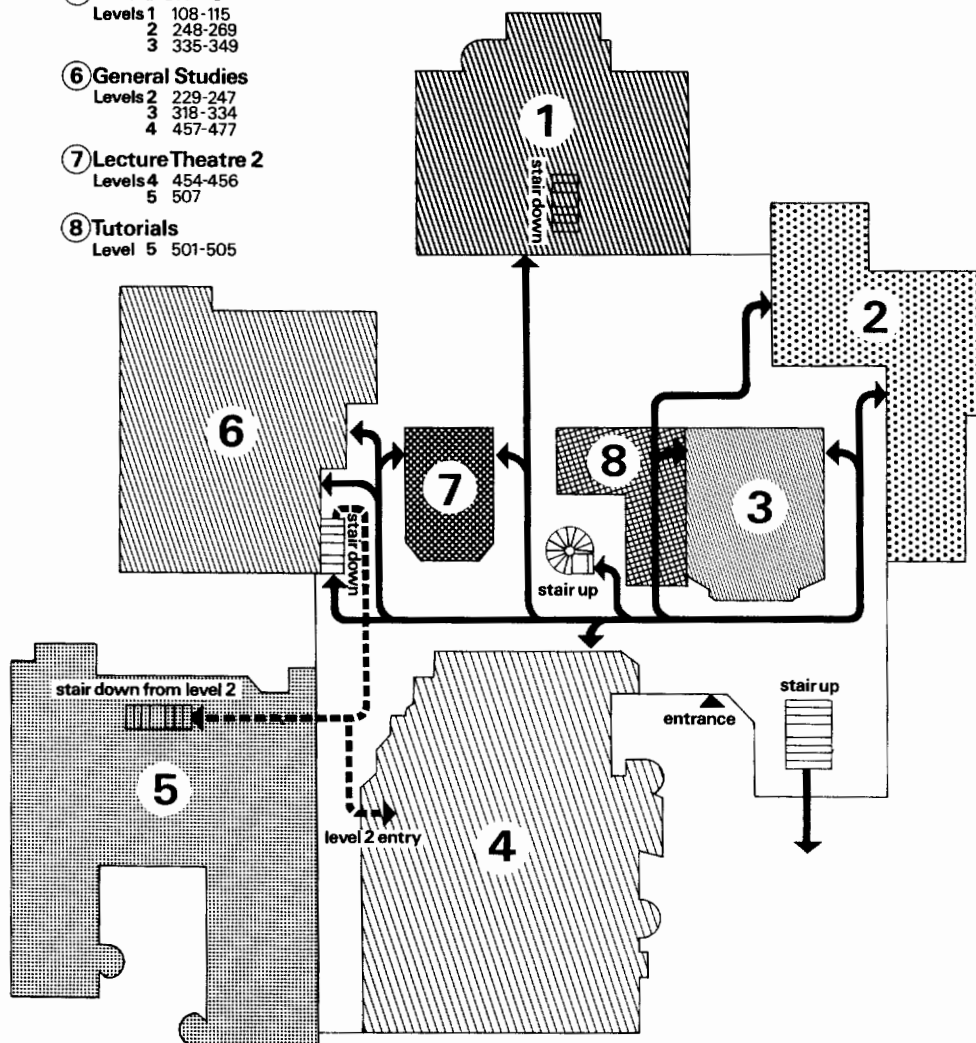 Levels 1 108-115
2 248-269
3 335-349
6 General Studies
Levels 2 229-247
3 318-334
4 457-477
7 Lecture Theatre 2
Levels 4 454-456
5 507
8 Tutorials
Level 5 501-505
1
stair down
2
6
7
8
3
stair down
stair up
stair down from level 2
entrance
stair up
5
level 2 entry
4